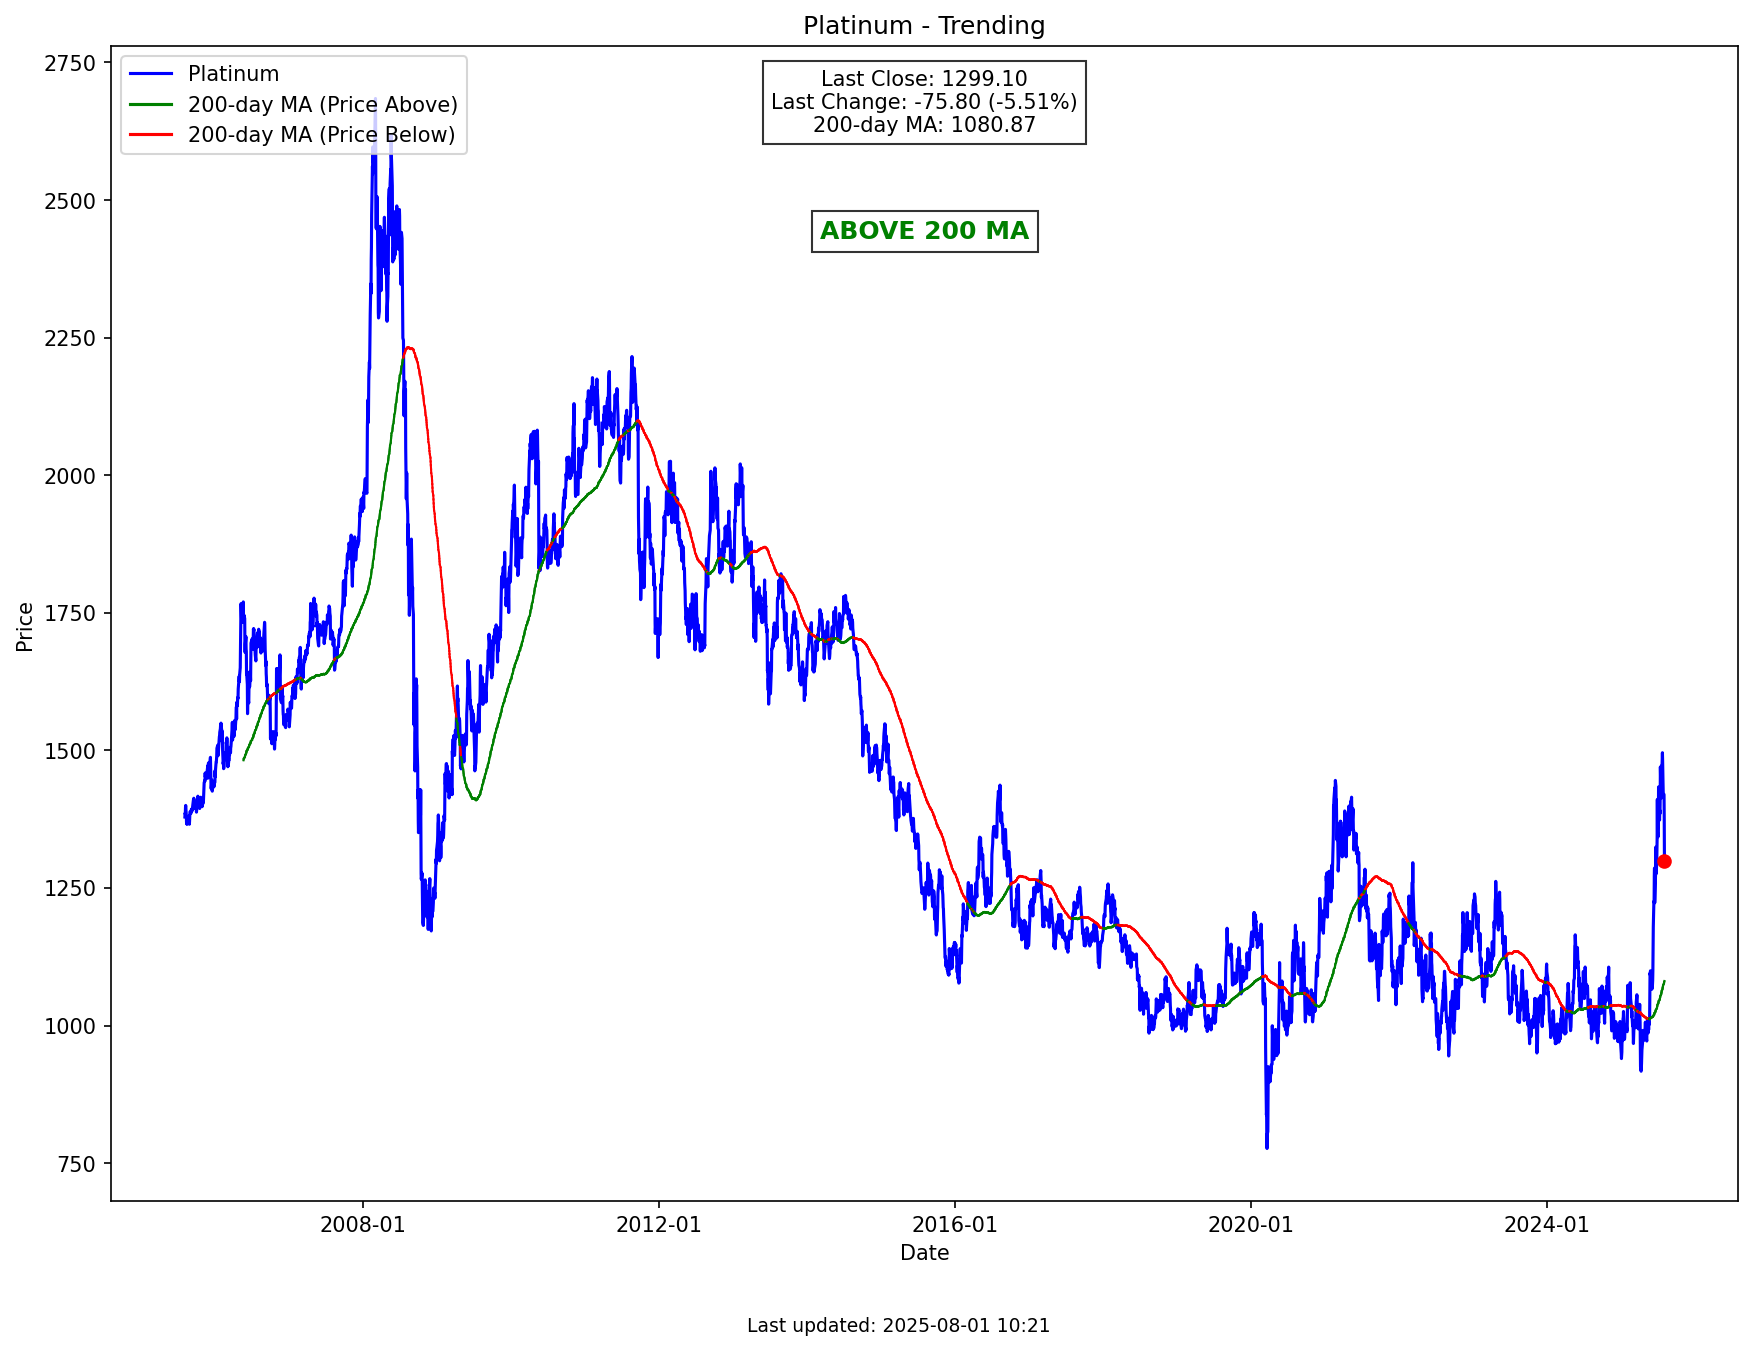 Platinum - Trending
Platinum
200-day MA (Price Above)
200-day MA (Price Below)
Last Close: 1299.10
Last Change: -75.80 (-5.51%)
200-day MA: 1080.87
ABOVE 200 MA
Price
2750
2500
2250
2000
1750
1500
1250
1000
750
2008-01
2012-01
2016-01
2020-01
2024-01
Date
Last updated: 2025-08-01 10:21